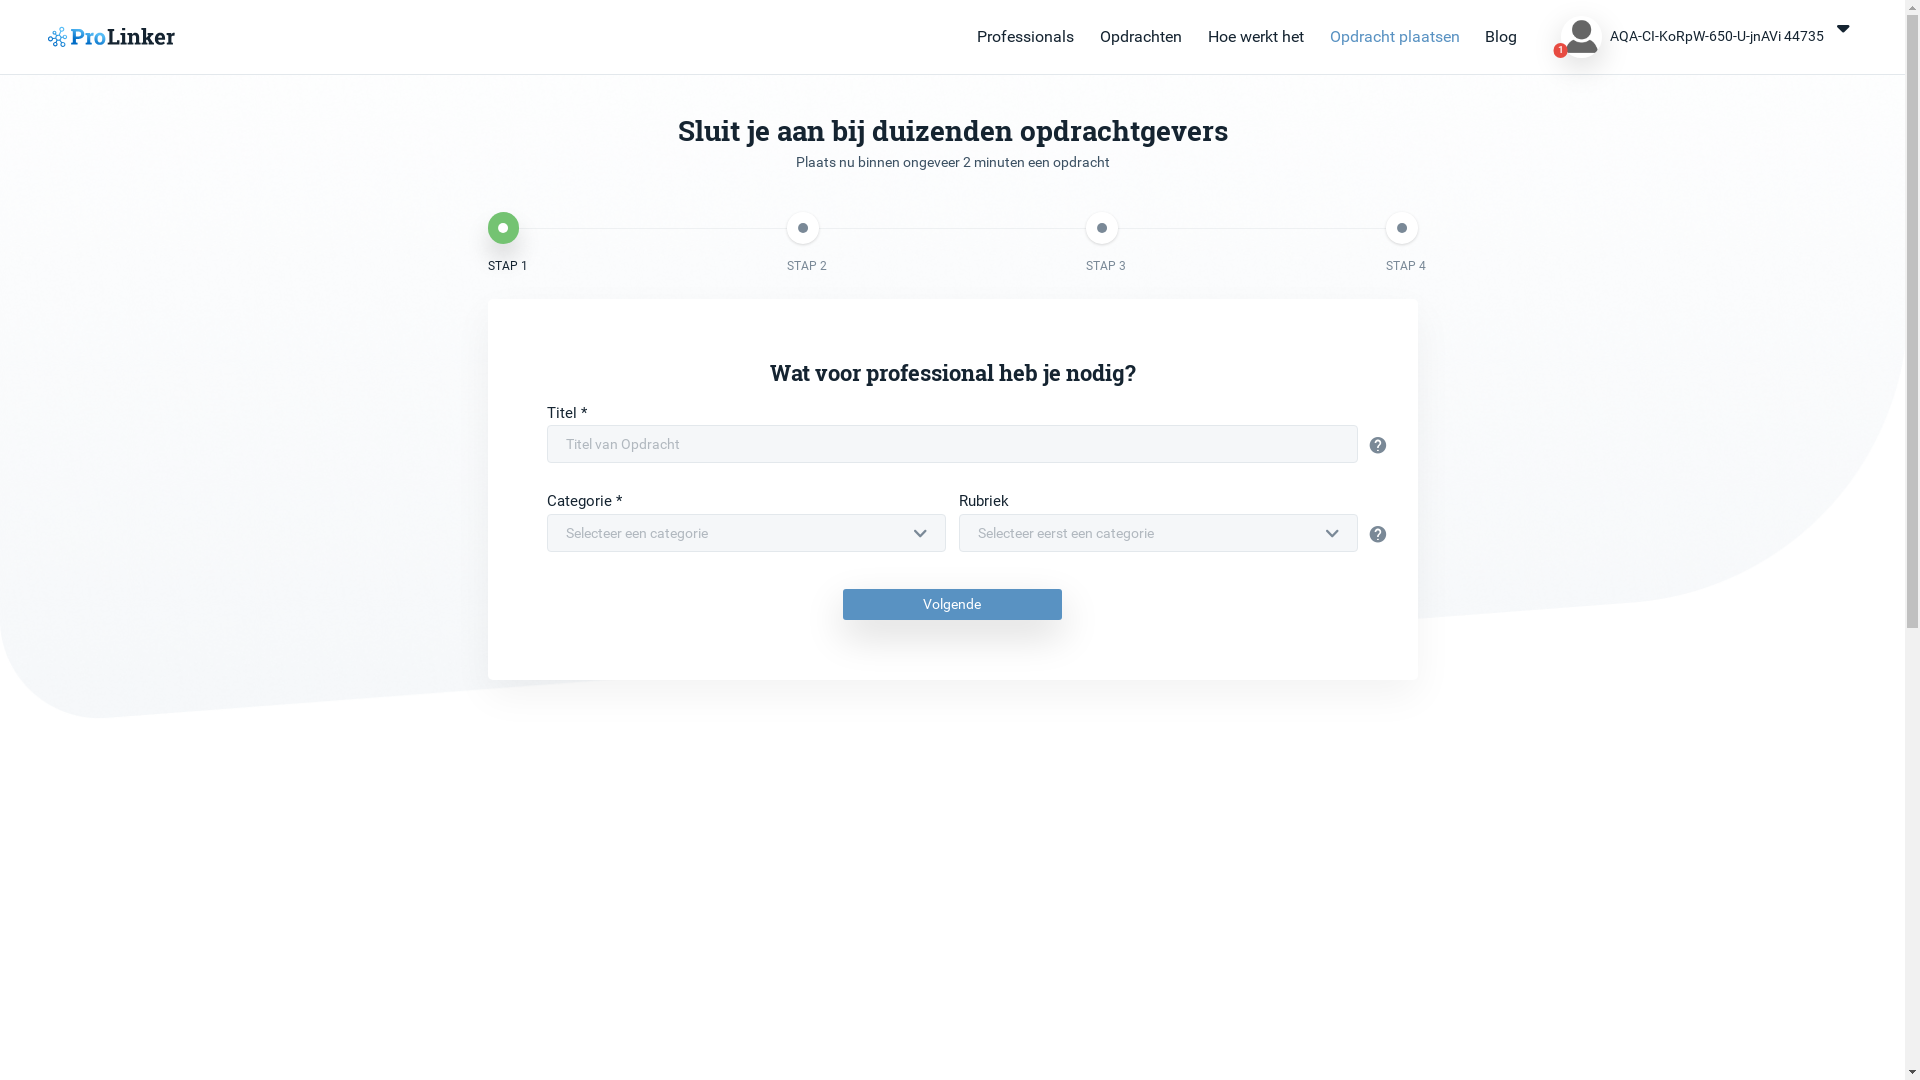 ProLinker
Professionals
Opdrachten
Hoe werkt het
Opdracht plaatsen
Blog
1
AQA-CI-KoRpW-650-U-jnAVi 44735
Sluit je aan bij duizenden opdrachtgevers
Plaats nu binnen ongeveer 2 minuten een opdracht
STAP 1
STAP 2
STAP 3
STAP 4
Wat voor professional heb je nodig?
Titel *
Titel van Opdracht
?
Categorie *
Rubriek
Selecteer een categorie
Selecteer eerst een categorie
?
Volgende